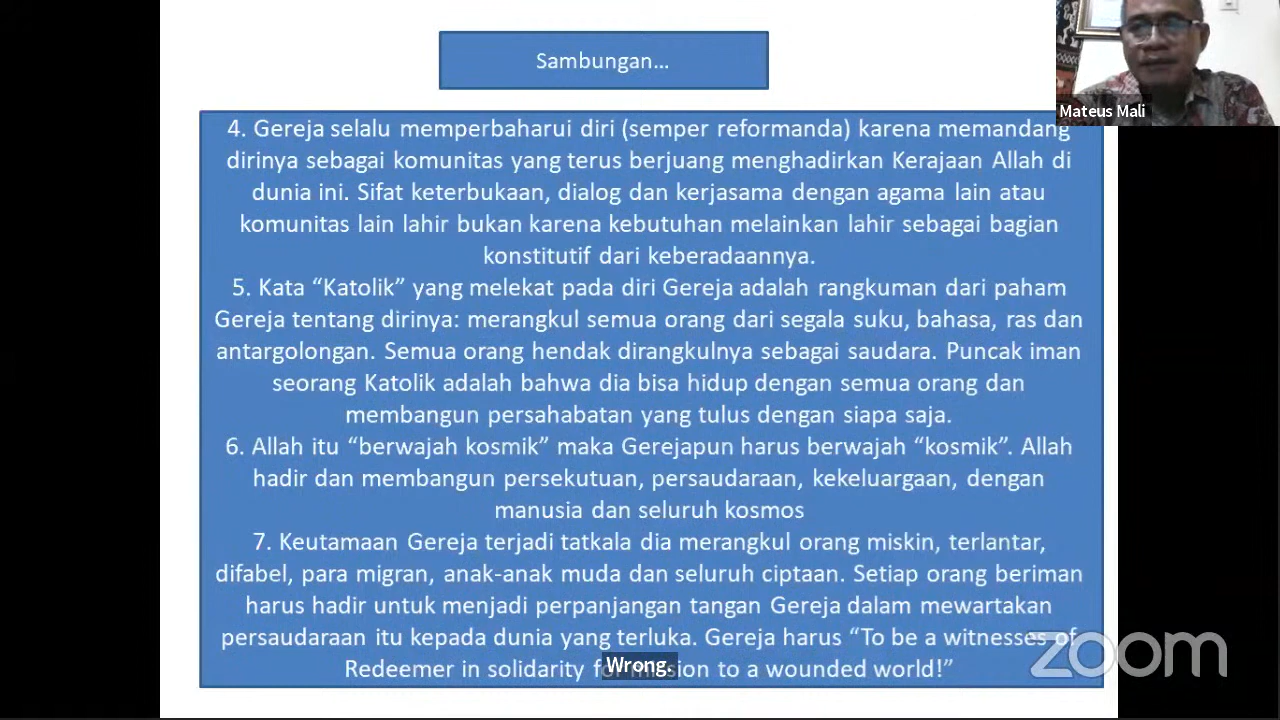 Sambungan...
Mateus Mali
4. Gereja selalu memperbaharui diri (semper reformanda) karena memandang
dirinya sebagai komunitas yang terus berjuang menghadirkan Kerajaan Allah di
dunia ini. Sifat keterbukaan, dialog dan kerjasama dengan agama lain atau
komunitas lain lahir bukan karena kebutuhan melainkan lahir sebagai bagian
konstitutif dari keberadaannya.
5. Kata “Katolik” yang melekat pada diri Gereja adalah rangkuman dari paham
Gereja tentang dirinya: merangkul semua orang dari segala suku, bahasa, ras dan
antargolongan. Semua orang hendak dirangkulnya sebagai saudara. Puncak iman
seorang Katolik adalah bahwa dia bisa hidup dengan semua orang dan
membangun persahabatan yang tulus dengan siapa saja.
6. Allah itu “berwajah kosmik” maka Gerejapun harus berwajah “kosmik”. Allah
hadir dan membangun persekutuan, persaudaraan, kekeluargaan, dengan
manusia dan seluruh kosmos
7. Keutamaan Gereja terjadi tatkala dia merangkul orang miskin, terlantar,
difabel, para migran, anak-anak muda dan seluruh ciptaan. Setiap orang beriman
harus hadir untuk menjadi perpanjangan tangan Gereja dalam mewartakan
persaudaraan itu kepada dunia yang terluka. Gereja harus “To be a witnesses of
Redeemer in solidarity for mission to a wounded world!”
Wrong.
zoom